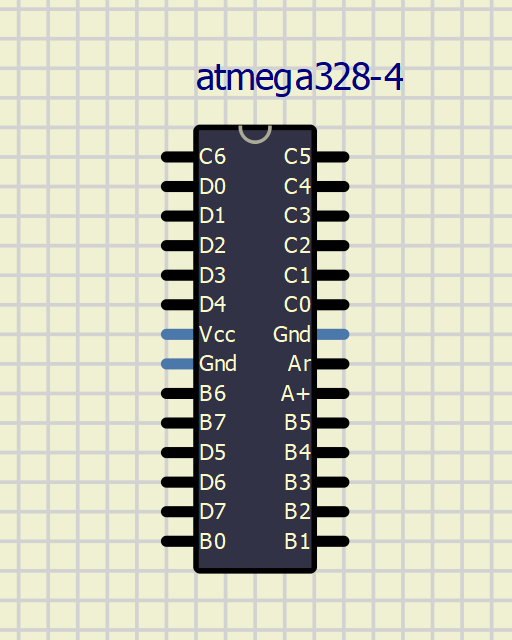 atmega328-4
C6 C5
D0 C4
D1 C3
D2 C2
D3 C1
D4 C0
Vcc Gnd
Gnd Ar
B6 A+
B7 B5
D5 B4
D6 B3
D7 B2
B0 B1